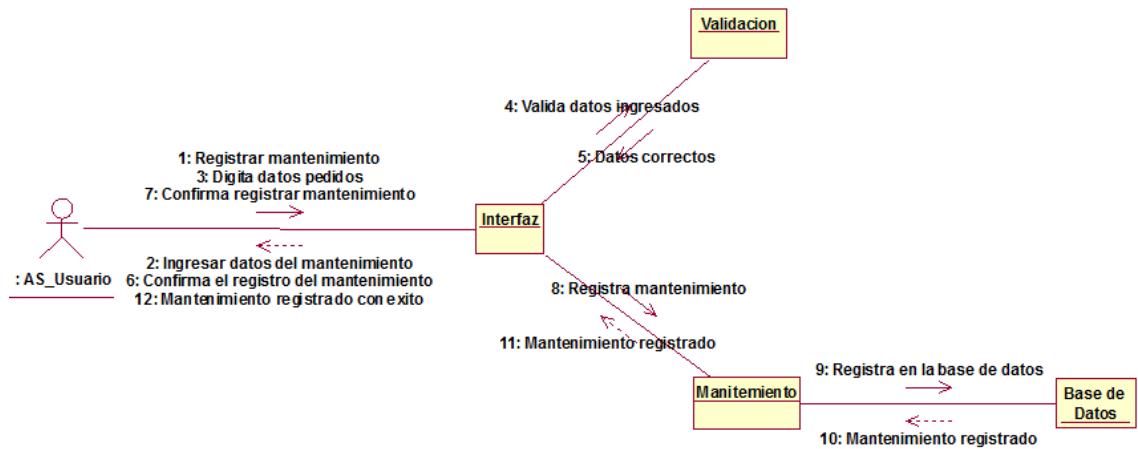 Validacion
4: Valida datos ingresados
5: Datos correctos
1: Registrar mantenimiento
3: Digita datos pedidos
7: Confirma registrar mantenimiento
Interfaz
: AS_Usuario
2: Ingresar datos del mantenimiento
6: Confirma el registro del mantenimiento
12: Mantenimiento registrado con exito
8: Registra mantenimiento
11: Mantenimiento registrado
Manitemiento
9: Registra en la base de datos
Base de
Datos
10: Mantenimiento registrado